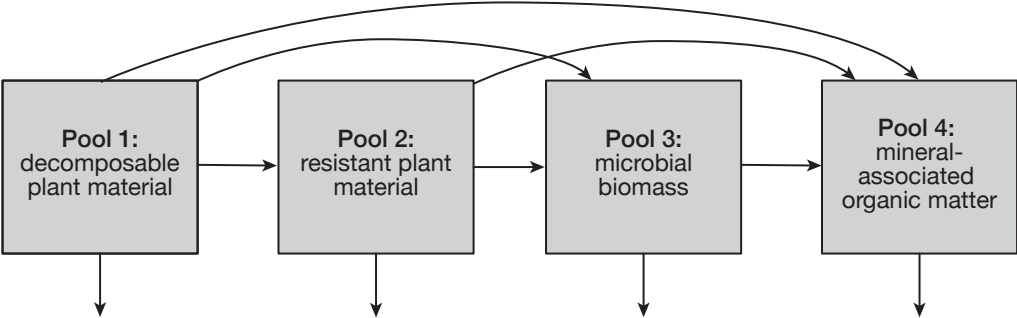 Pool 1:
decomposable
plant material
Pool 2:
resistant plant
material
Pool 3:
microbial
biomass
Pool 4:
mineral-
associated
organic matter